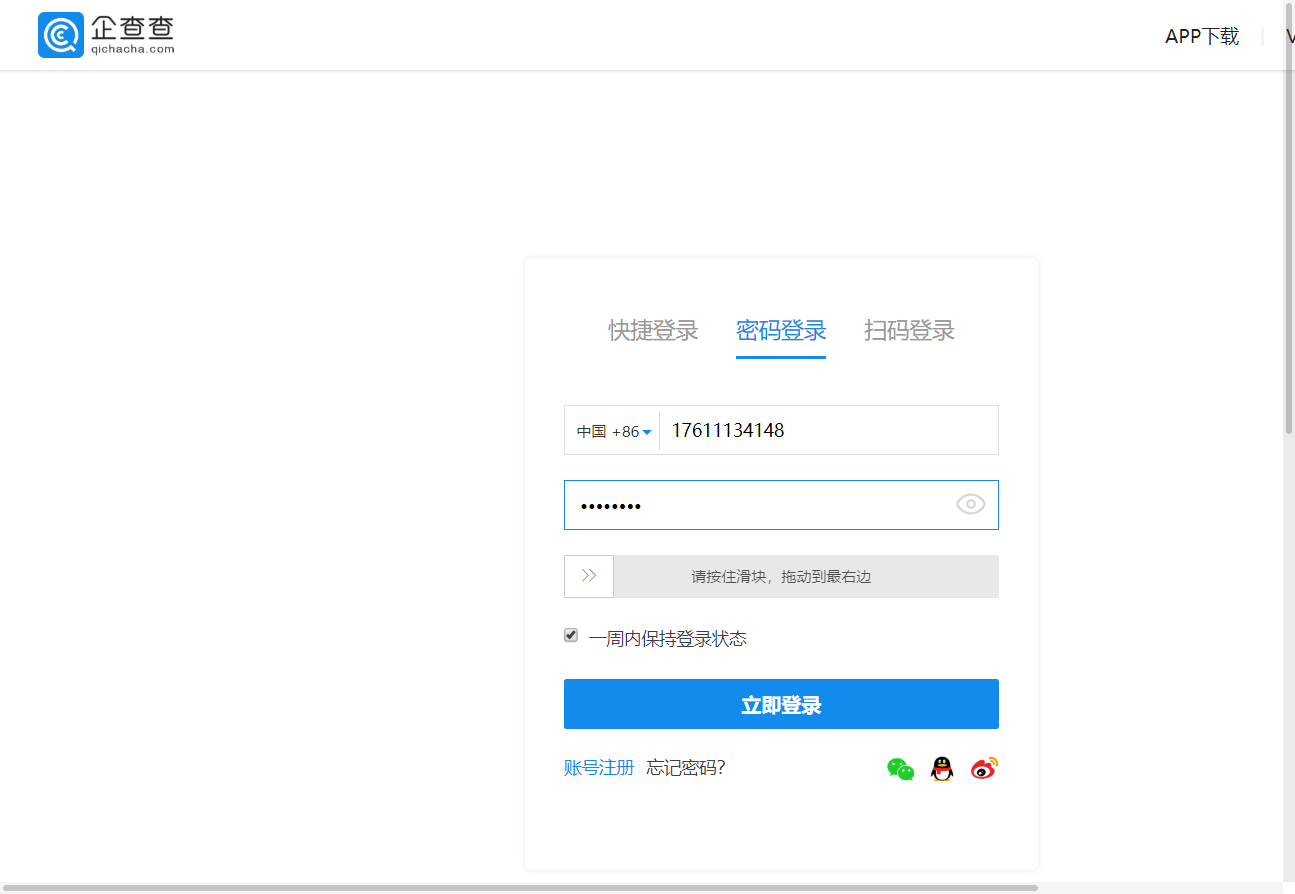 企查查
qichacha.com
APP下载
快捷登录 密码登录 扫码登录
中国 +86 17611134148
请按住滑块，拖动到最右边
一周内保持登录状态
立即登录
账号注册 忘记密码?